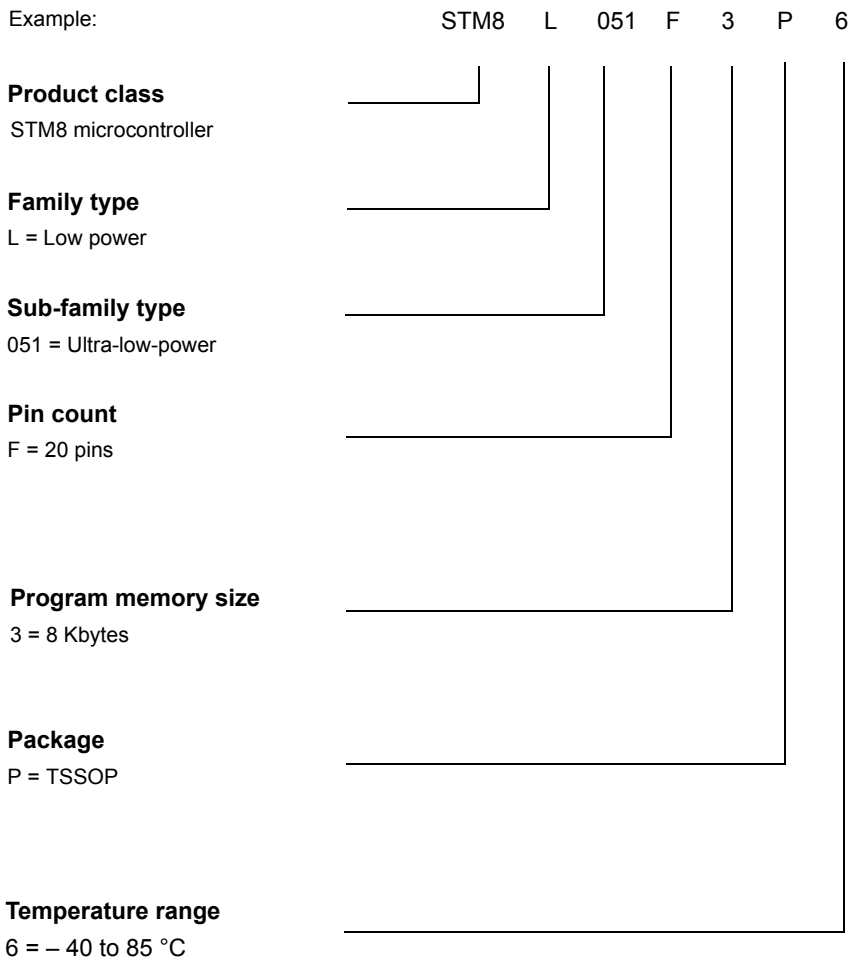 Example: STM8 L 051 F 3 P 6
Product class
STM8 microcontroller
Family type
L = Low power
Sub-family type
051 = Ultra-low-power
Pin count
F = 20 pins
Program memory size
3 = 8 Kbytes
Package
P = TSSOP
Temperature range
6 = – 40 to 85 °C